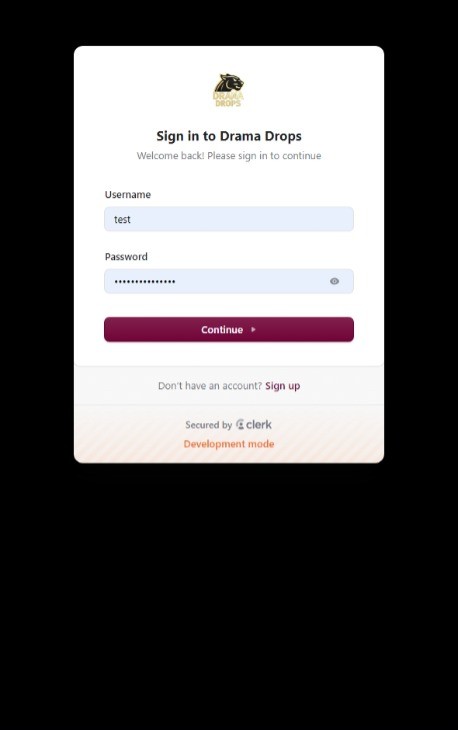 DRAMA
DROPS
Sign in to Drama Drops
Welcome back! Please sign in to continue
Username
test
Password
•••••••••••••••
Continue
Don't have an account? Sign up
Secured by clerk
Development mode